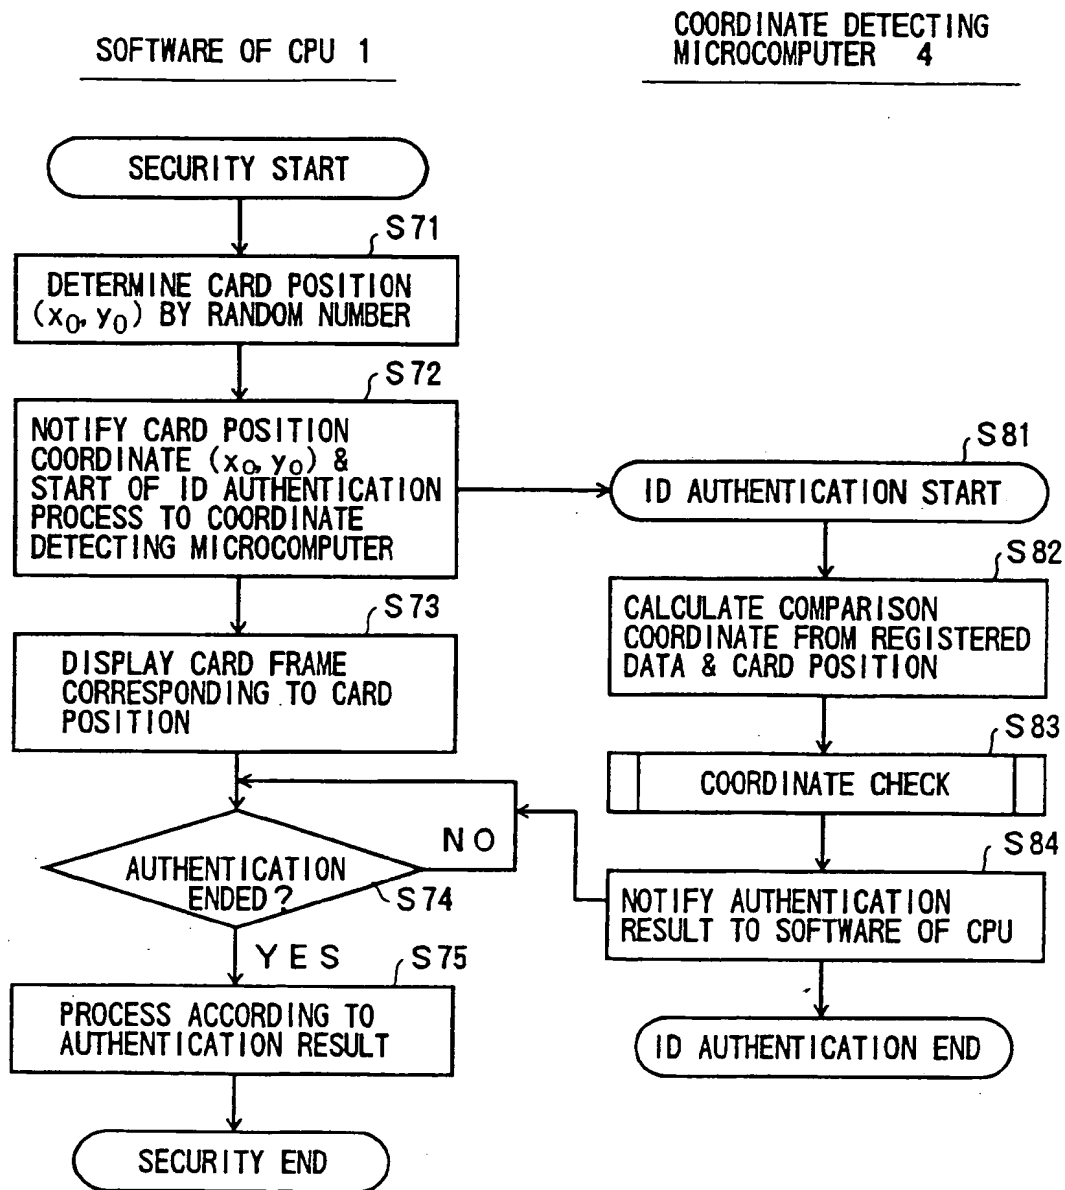 SOFTWARE OF CPU 1
COORDINATE DETECTING
MICROCOMPUTER 4
SECURITY START
S71
DETERMINE CARD POSITION
(x0, y0) BY RANDOM NUMBER
S72
NOTIFY CARD POSITION
COORDINATE (x0, y0) &
START OF ID AUTHENTICATION
PROCESS TO COORDINATE
DETECTING MICROCOMPUTER
S73
DISPLAY CARD FRAME
CORRESPONDING TO CARD
POSITION
NO
AUTHENTICATION
ENDED?
S74
YES
S75
PROCESS ACCORDING TO
AUTHENTICATION RESULT
SECURITY END
S81
ID AUTHENTICATION START
S82
CALCULATE COMPARISON
COORDINATE FROM REGISTERED
DATA & CARD POSITION
S83
COORDINATE CHECK
S84
NOTIFY AUTHENTICATION
RESULT TO SOFTWARE OF CPU
ID AUTHENTICATION END